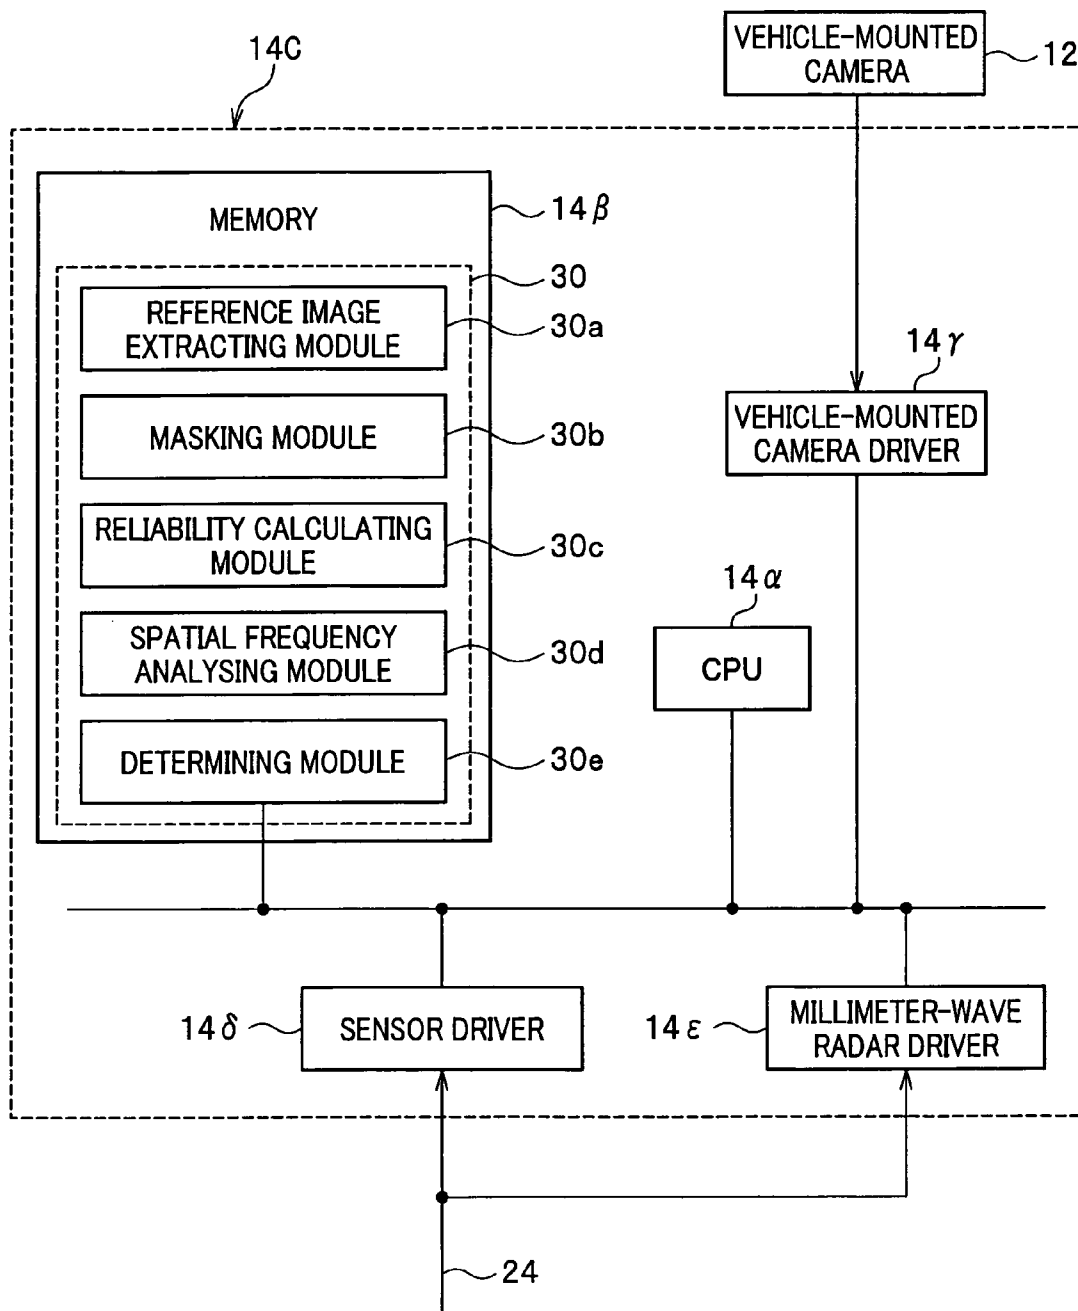 14C
VEHICLE-MOUNTED
CAMERA
12
MEMORY
14β
30
REFERENCE IMAGE
EXTRACTING MODULE
30a
MASKING MODULE
30b
RELIABILITY CALCULATING
MODULE
30c
SPATIAL FREQUENCY
ANALYSING MODULE
30d
DETERMINING MODULE
30e
14γ
VEHICLE-MOUNTED
CAMERA DRIVER
14α
CPU
14δ
SENSOR DRIVER
14ε
MILLIMETER-WAVE
RADAR DRIVER
24